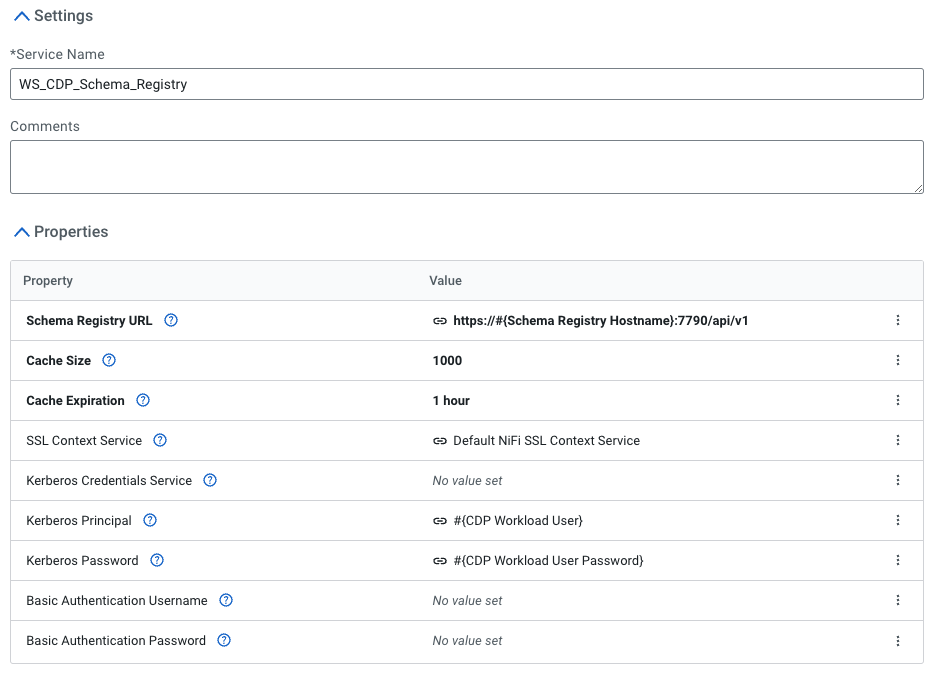 Settings
*Service Name
WS_CDP_Schema_Registry
Comments
Properties
Property Value
Schema Registry URL ? https://#{Schema Registry Hostname}:7790/api/v1
Cache Size ? 1000
Cache Expiration ? 1 hour
SSL Context Service ? Default NiFi SSL Context Service
Kerberos Credentials Service ? No value set
Kerberos Principal ? #{CDP Workload User}
Kerberos Password ? #{CDP Workload User Password}
Basic Authentication Username ? No value set
Basic Authentication Password ? No value set